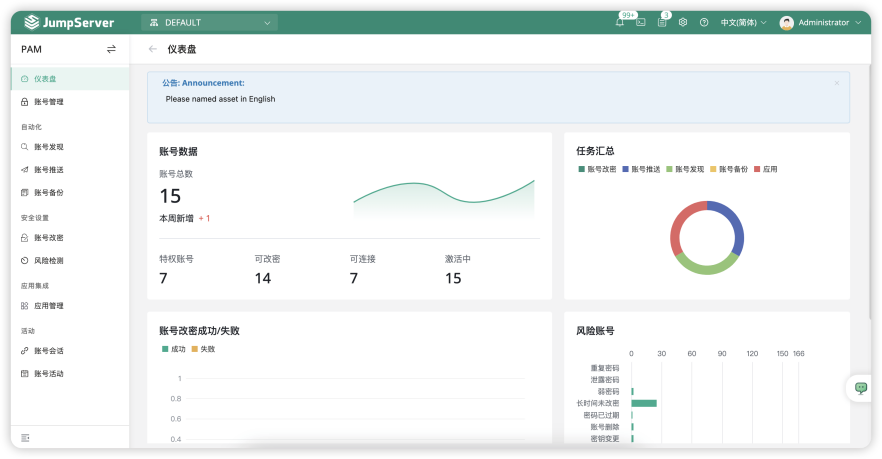 JumpServer
DEFAULT
99+
3
中文(简体)
Administrator
PAM
仪表盘
仪表盘
账号管理
自动化
账号发现
账号推送
账号备份
安全设置
账号改密
风险检测
应用集成
应用管理
活动
账号会话
账号活动
公告: Announcement:
Please named asset in English
账号数据
账号总数
15
本周新增 + 1
特权账号 可改密 可连接 激活中
7 14 7 15
任务汇总
账号改密 账号推送 账号发现 账号备份 应用
账号改密成功/失败
成功 失败
1
0.8
0.6
0.4
风险账号
0 30 60 90 120 150 166
重复密码
泄露密码
弱密码
长时间未改密
密码已过期
账号删除
密钥变更